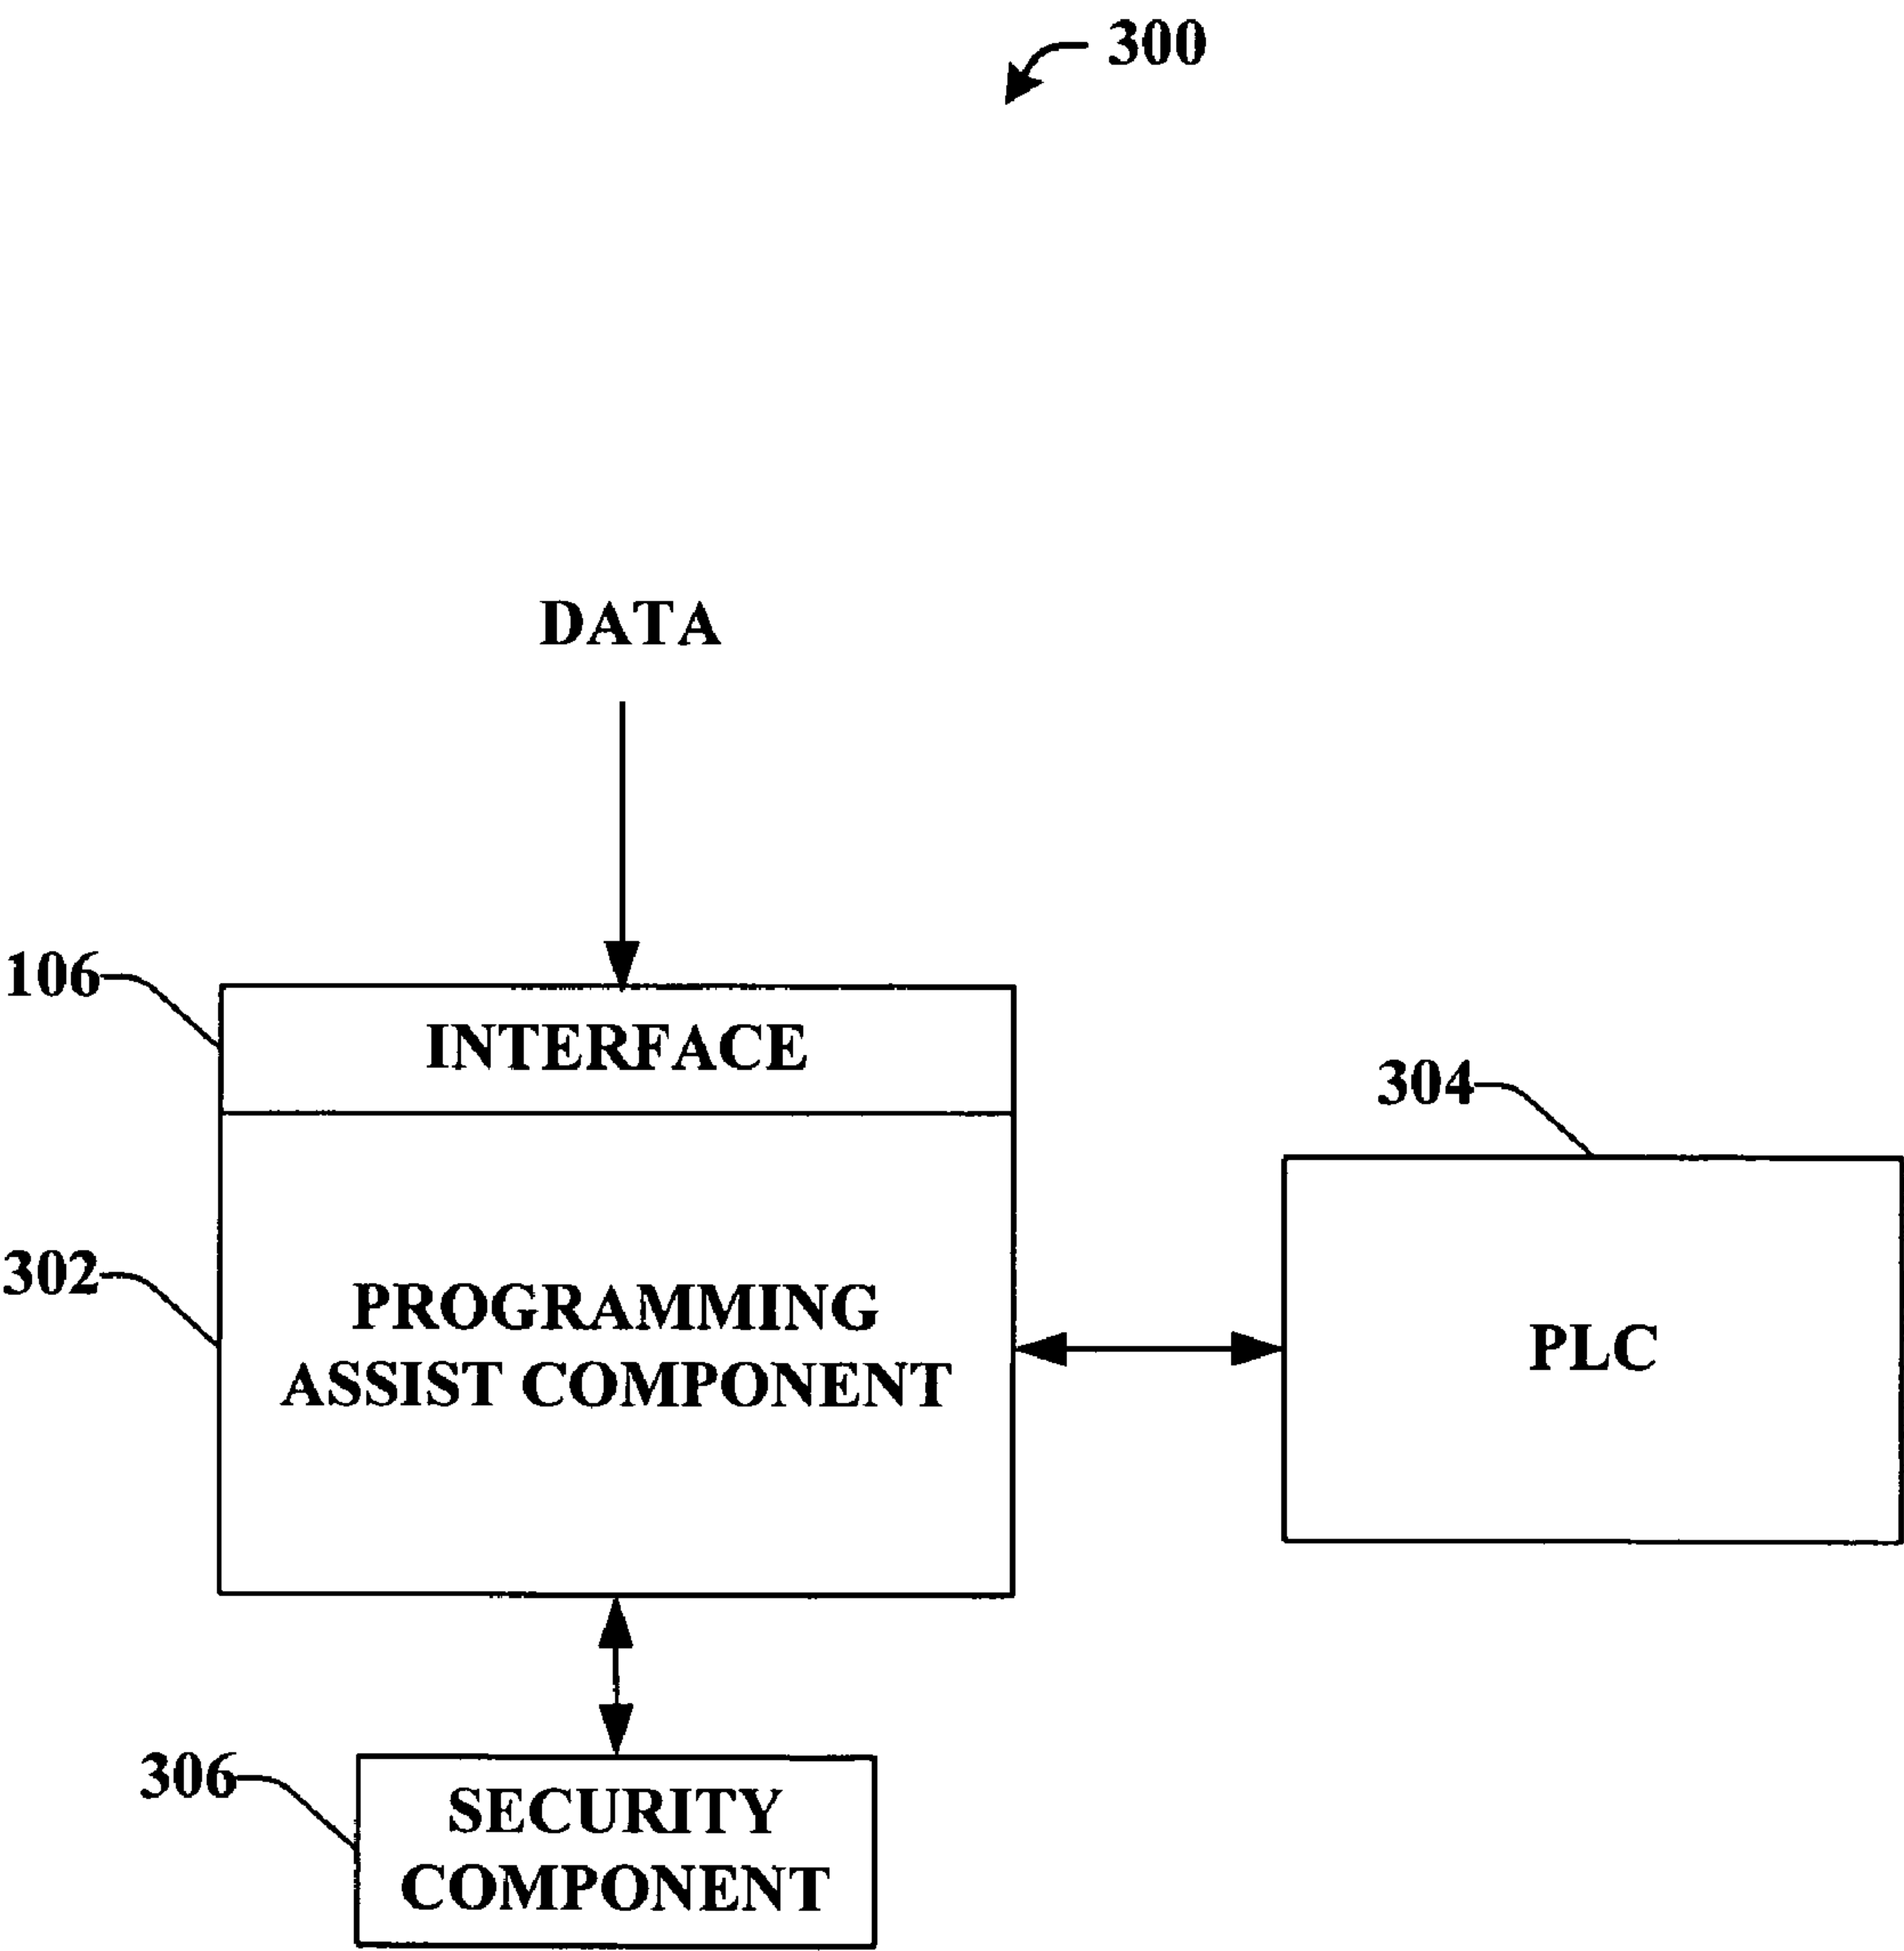 300
DATA
106
INTERFACE
304
302
PROGRAMMING
ASSIST COMPONENT
PLC
306
SECURITY
COMPONENT